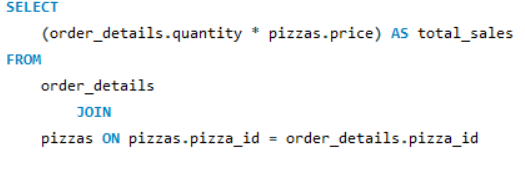 SELECT
(order_details.quantity * pizzas.price) AS total_sales
FROM
order_details
JOIN
pizzas ON pizzas.pizza_id = order_details.pizza_id